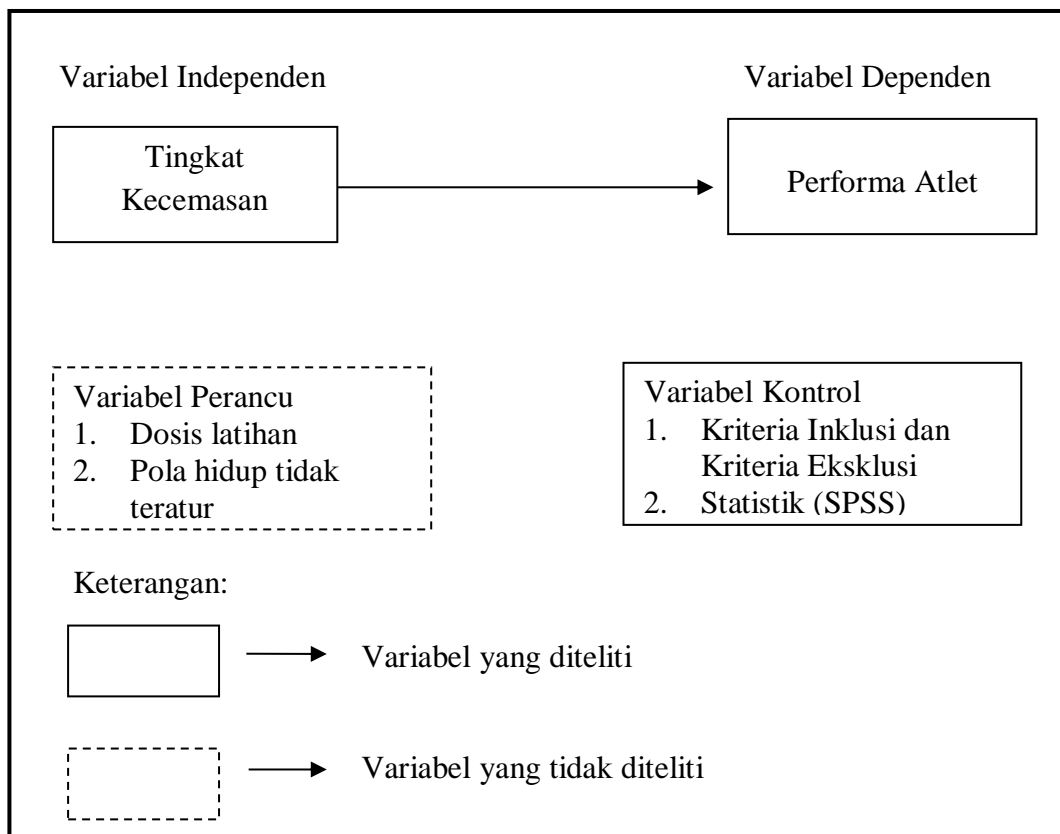 Variabel Independen
Variabel Dependen
Tingkat
Kecemasan
Performa Atlet
Variabel Perancu
1. Dosis latihan
2. Pola hidup tidak
teratur
Variabel Kontrol
1. Kriteria Inklusi dan
Kriteria Eksklusi
2. Statistik (SPSS)
Keterangan:
Variabel yang diteliti
Variabel yang tidak diteliti